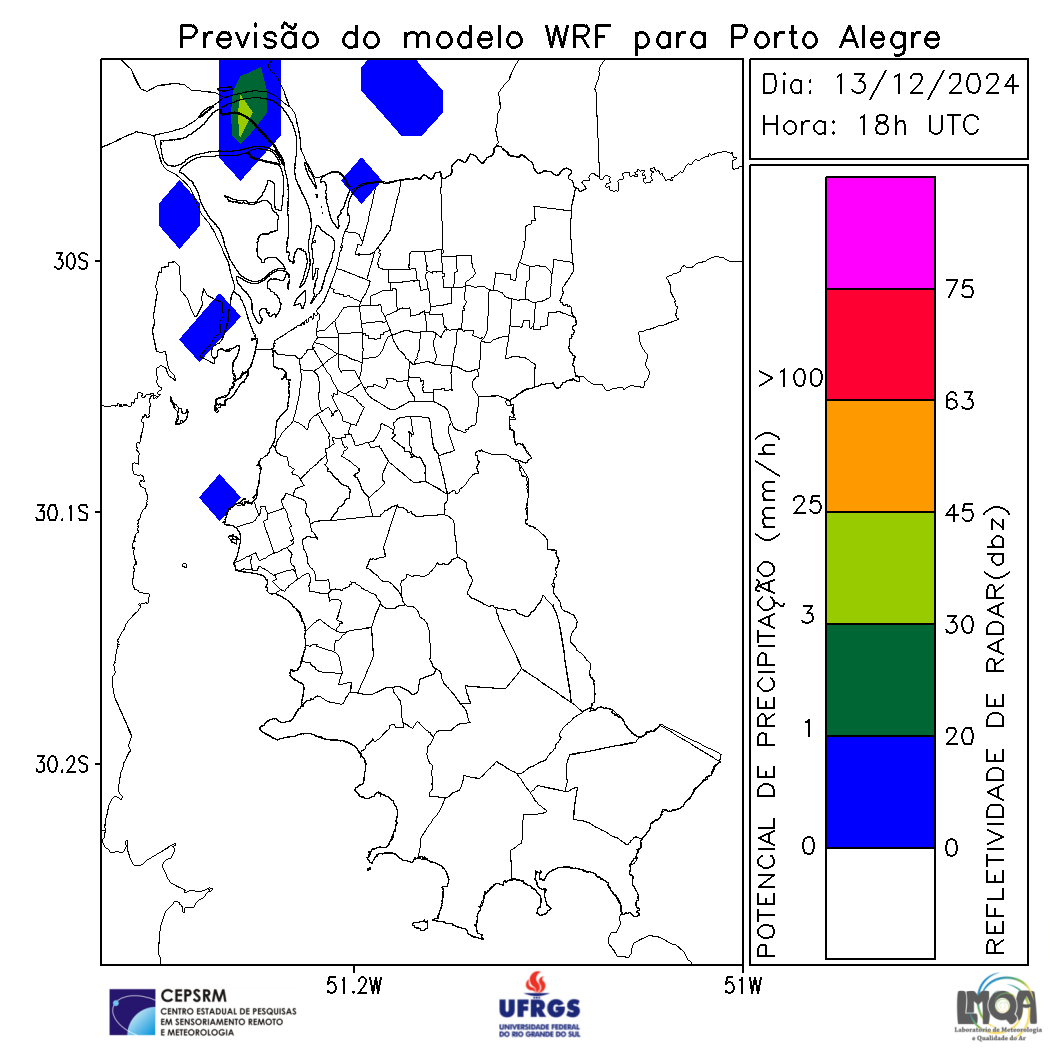 Previsão do modelo WRF para Porto Alegre
Dia: 13/12/2024
Hora: 18h UTC
30S
30.1S
30.2S
51.2W
51W
POTENCIAL DE PRECIPITAÇÃO (mm/h)
>100
25
3
1
0
75
63
45
30
20
0
REFLETIVIDADE DE RADAR(dbz)
CEPSRM
CENTRO ESTADUAL DE PESQUISAS
EM SENSORIAMENTO REMOTO
E METEOROLOGIA
UFRGS
UNIVERSIDADE FEDERAL
DO RIO GRANDE DO SUL
LMQA
Laboratório de Meteorologia
e Qualidade do Ar